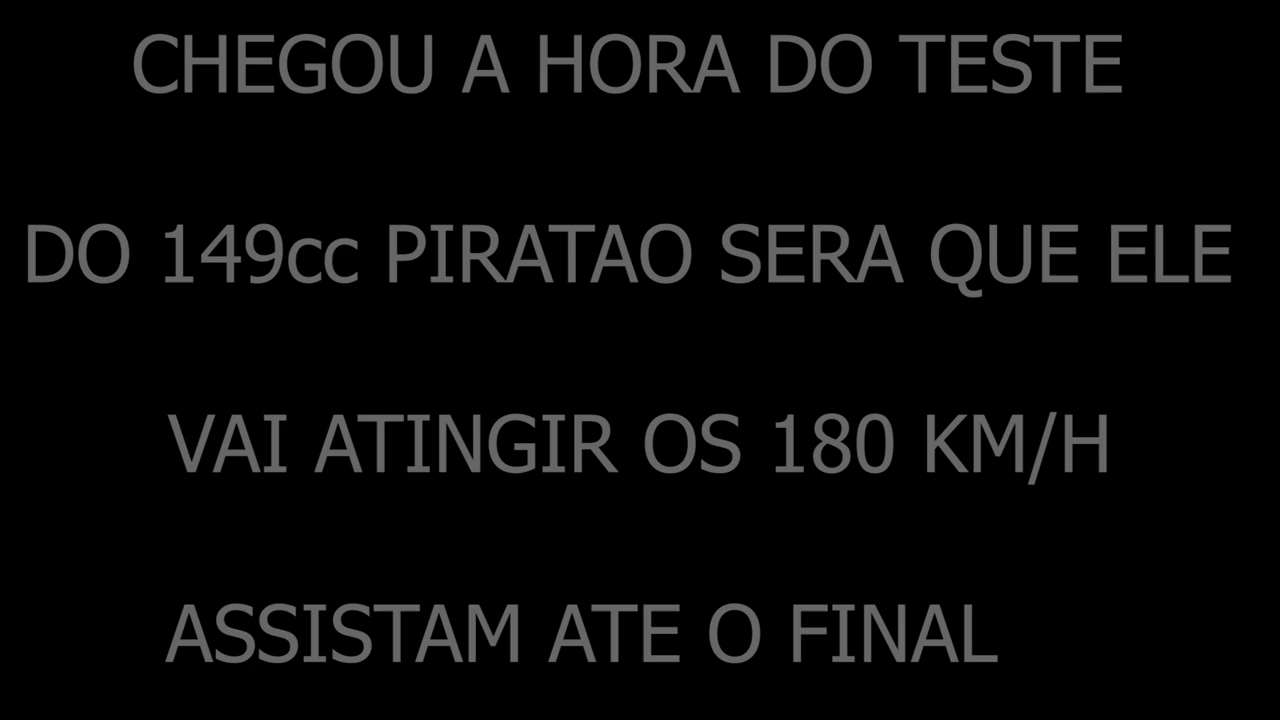 CHEGOU A HORA DO TESTE
DO 149cc PIRATAO SERA QUE ELE
VAI ATINGIR OS 180 KM/H
ASSISTAM ATE O FINAL